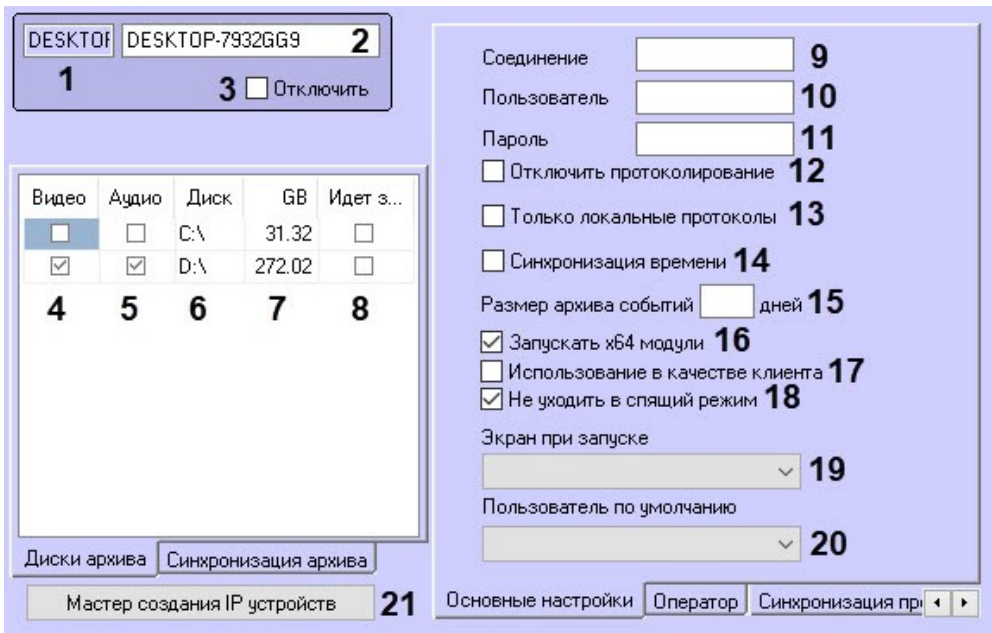 DESKTOP DESKTOP-7932GG9 2
1
3 Отключить
Видео Аудио Диск GB Идет з...
C:\ 31.32
D:\ 272.02
4 5 6 7 8
Диски архива Синхронизация архива
Мастер создания IP устройств 21
Соединение 9
Пользователь 10
Пароль 11
Отключить протоколирование 12
Только локальные протоколы 13
Синхронизация времени 14
Размер архива событий дней 15
Запускать x64 модули 16
Использование в качестве клиента 17
Не уходить в спящий режим 18
Экран при запуске
19
Пользователь по умолчанию
20
Основные настройки Оператор Синхронизация про